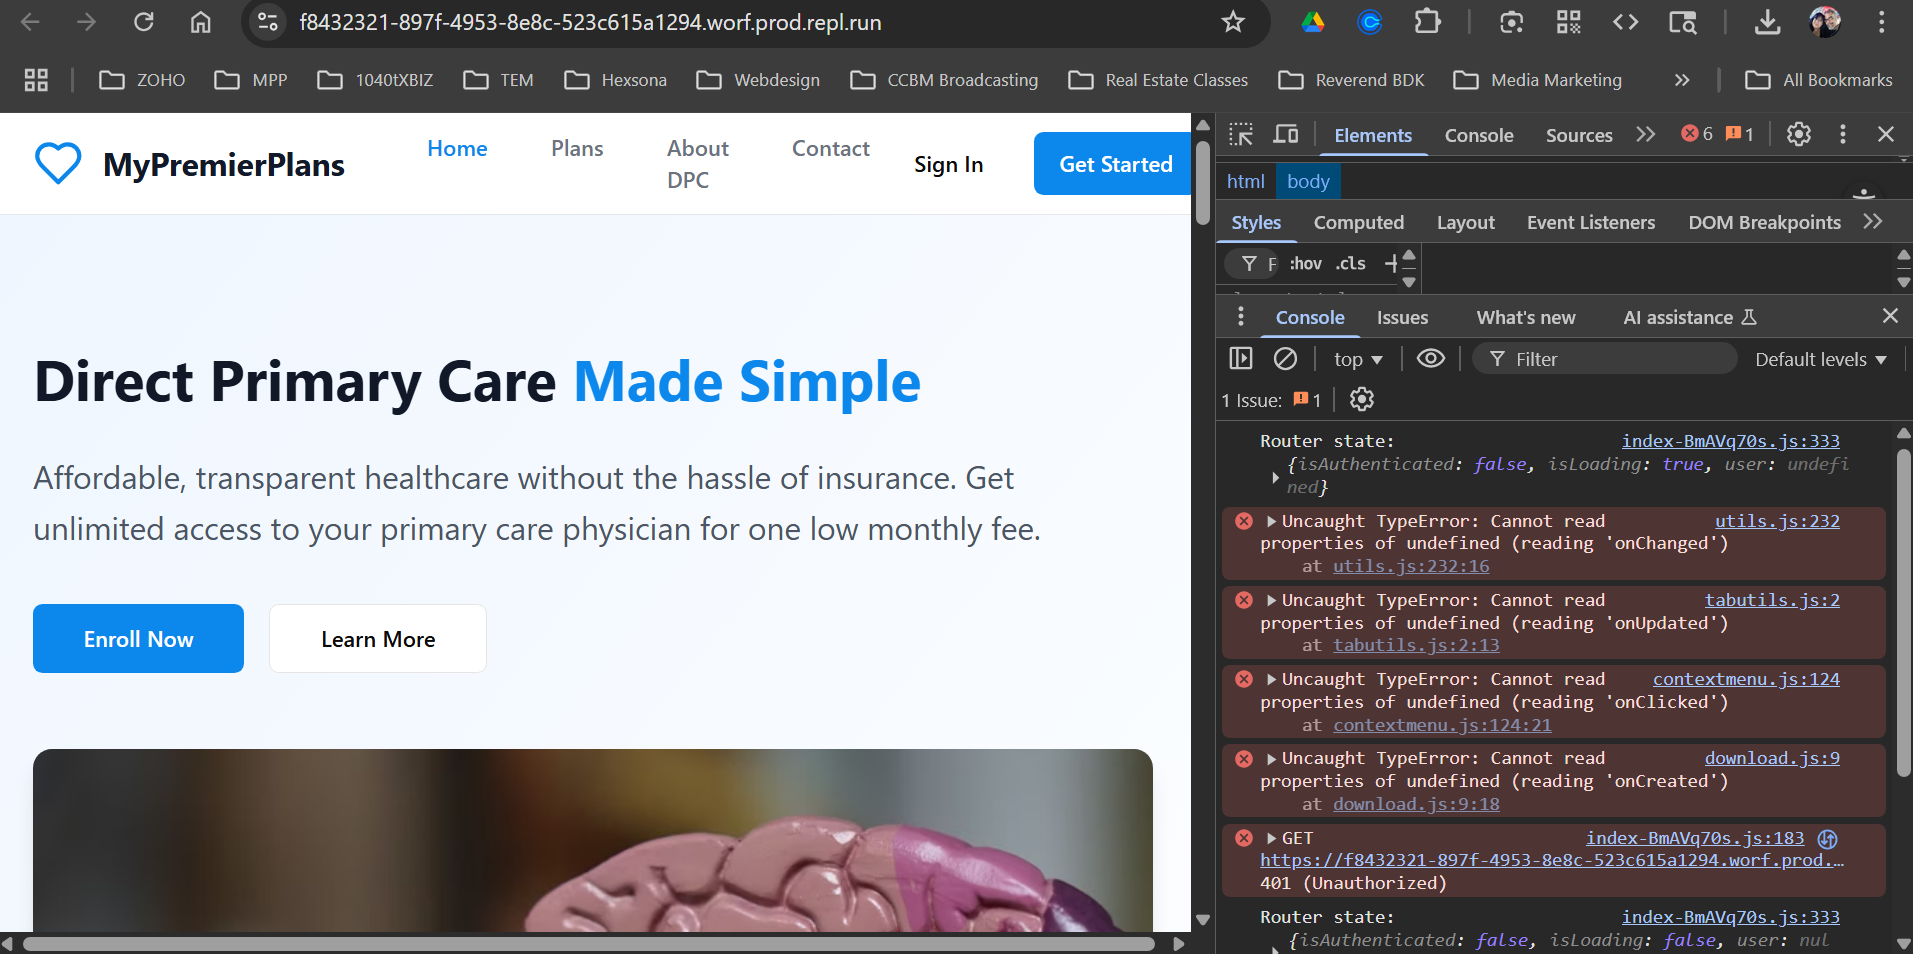 f8432321-897f-4953-8e8c-523c615a1294.worf.prod.repl.run
ZOHO MPP 1040tXBIZ TEM Hexsona Webdesign CCBM Broadcasting Real Estate Classes Reverend BDK Media Marketing » All Bookmarks
MyPremierPlans
Home Plans About DPC Contact Sign In Get Started
Direct Primary Care Made Simple
Affordable, transparent healthcare without the hassle of insurance. Get
unlimited access to your primary care physician for one low monthly fee.
Enroll Now Learn More
Elements Console Sources » 6 1
html body
Styles Computed Layout Event Listeners DOM Breakpoints »
F :hov .cls +
Console Issues What's new AI assistance
top Filter Default levels
1 Issue: 1
Router state: index-BmAVq70s.js:333
{isAuthenticated: false, isLoading: true, user: undefi
ned}
Uncaught TypeError: Cannot read utils.js:232
properties of undefined (reading 'onChanged')
at utils.js:232:16
Uncaught TypeError: Cannot read tabutils.js:2
properties of undefined (reading 'onUpdated')
at tabutils.js:2:13
Uncaught TypeError: Cannot read contextmenu.js:124
properties of undefined (reading 'onClicked')
at contextmenu.js:124:21
Uncaught TypeError: Cannot read download.js:9
properties of undefined (reading 'onCreated')
at download.js:9:18
GET index-BmAVq70s.js:183
https://f8432321-897f-4953-8e8c-523c615a1294.worf.prod.…
401 (Unauthorized)
Router state: index-BmAVq70s.js:333
{isAuthenticated: false, isLoading: false, user: nul